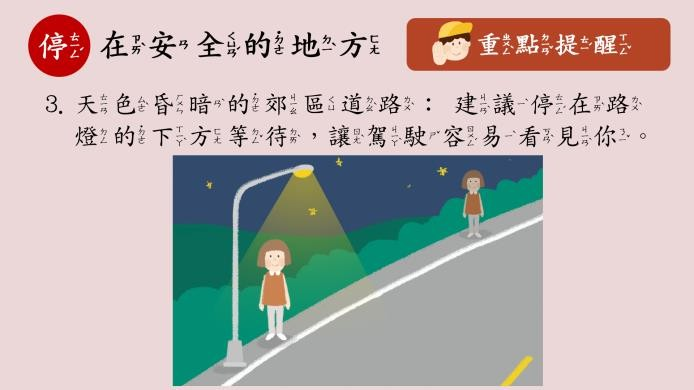 停在安全的地方
重點提醒
3. 天色昏暗的郊區道路：建議停在路
燈的下方等待，讓駕駛容易看見你。